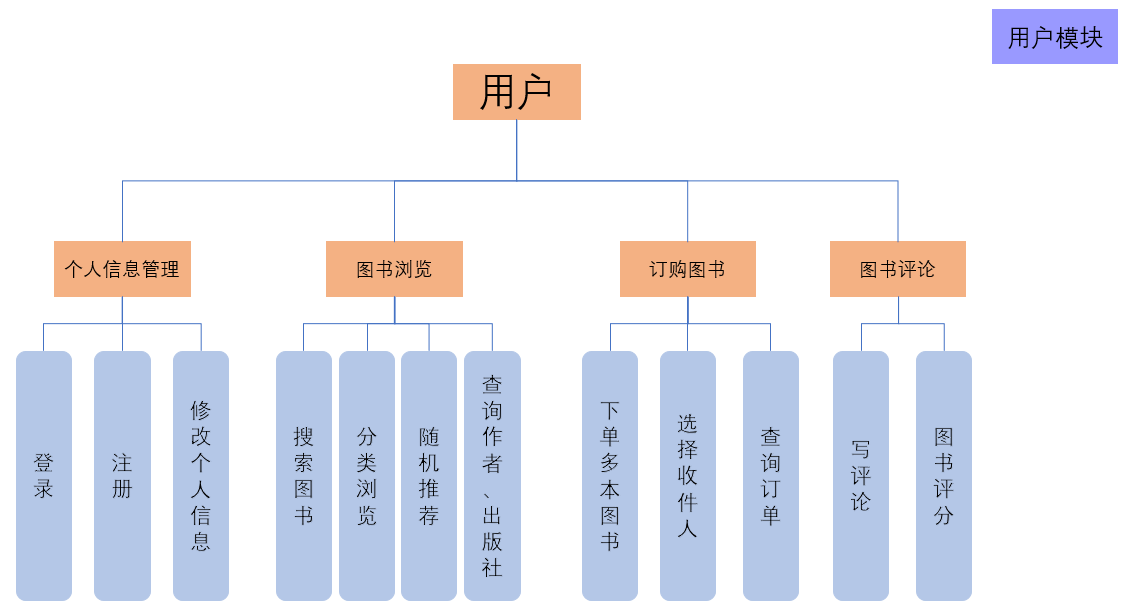 用户模块
用户
个人信息管理
图书浏览
订购图书
图书评论
登录
注册
修改个人信息
搜索图书
分类浏览
随机推荐
查询作者、出版社
下单多本图书
选择收件人
查询订单
写评论
图书评分